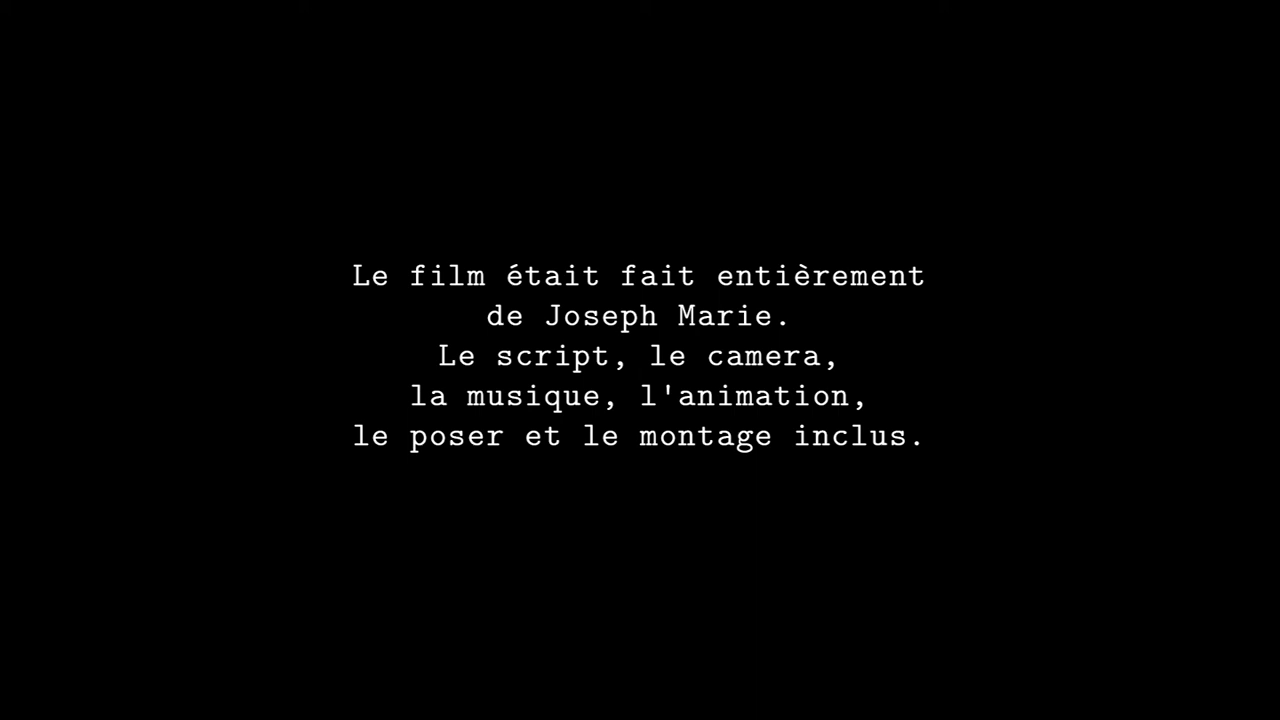 Le film était fait entièrement
de Joseph Marie.
Le script, le camera,
la musique, l'animation,
le poser et le montage inclus.